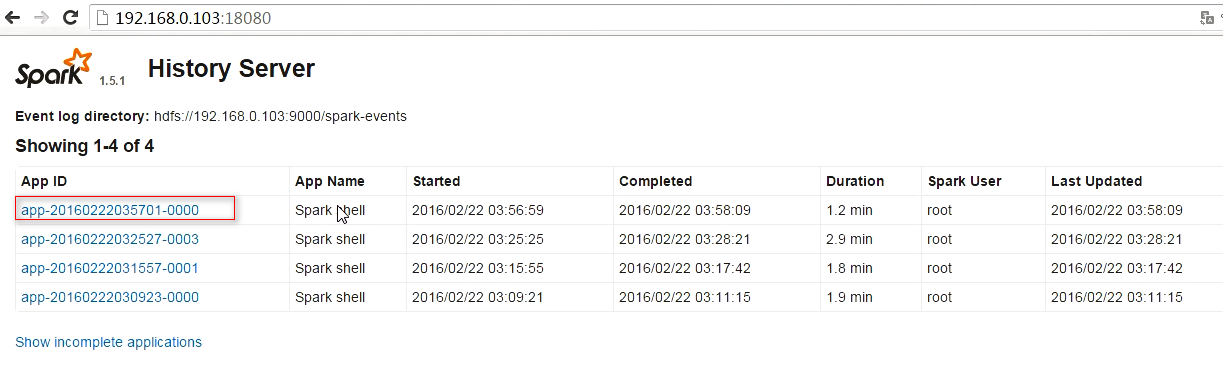 192.168.0.103:18080
Spark 1.5.1 History Server
Event log directory: hdfs://192.168.0.103:9000/spark-events
Showing 1-4 of 4
App ID App Name Started Completed Duration Spark User Last Updated
app-20160222035701-0000 Spark shell 2016/02/22 03:56:59 2016/02/22 03:58:09 1.2 min root 2016/02/22 03:58:09
app-20160222032527-0003 Spark shell 2016/02/22 03:25:25 2016/02/22 03:28:21 2.9 min root 2016/02/22 03:28:21
app-20160222031557-0001 Spark shell 2016/02/22 03:15:55 2016/02/22 03:17:42 1.8 min root 2016/02/22 03:17:42
app-20160222030923-0000 Spark shell 2016/02/22 03:09:21 2016/02/22 03:11:15 1.9 min root 2016/02/22 03:11:15
Show incomplete applications